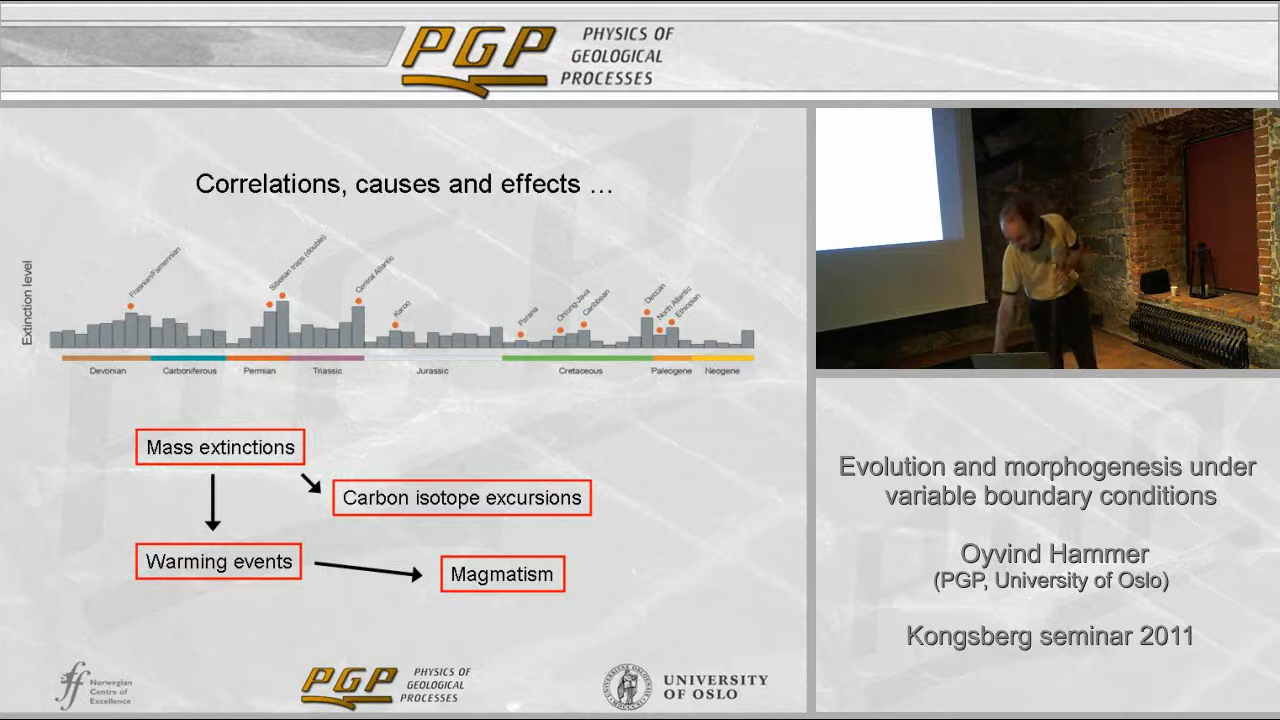 PGP
PHYSICS OF
GEOLOGICAL
PROCESSES
Correlations, causes and effects …
Extinction level
Frasnian/Famennian
Siberian traps (double)
Central Atlantic
Karoo
Parana
Ontong-Java
Caribbean
Deccan
North Atlantic
Ethiopian
Devonian
Carboniferous
Permian
Triassic
Jurassic
Cretaceous
Paleogene
Neogene
Mass extinctions
Carbon isotope excursions
Warming events
Magmatism
Evolution and morphogenesis under
variable boundary conditions
Oyvind Hammer
(PGP, University of Oslo)
Kongsberg seminar 2011
Norwegian
Centre of
Excellence
PGP
PHYSICS OF
GEOLOGICAL
PROCESSES
UNIVERSITY
OF OSLO